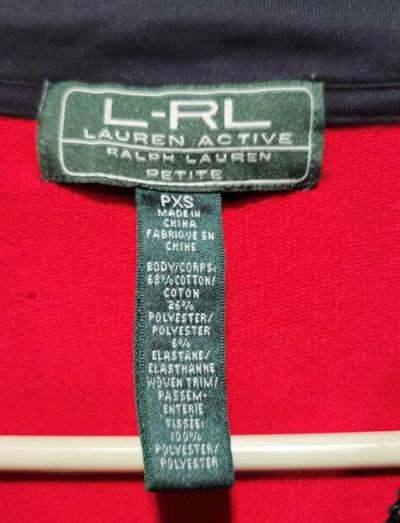 L-RL
LAUREN ACTIVE
RALPH LAUREN
PETITE
PXS
MADE IN
CHINA
FABRIQUE EN
CHINE
BODY/CORPS:
68%COTTON/
COTON
26%
POLYESTER/
POLYESTER
6%
ELASTANE/
ELASTHANNE
WOVEN TRIM/
PASSEM-
ENTERIE
TISSÉE:
100%
POLYESTER/
POLYESTER